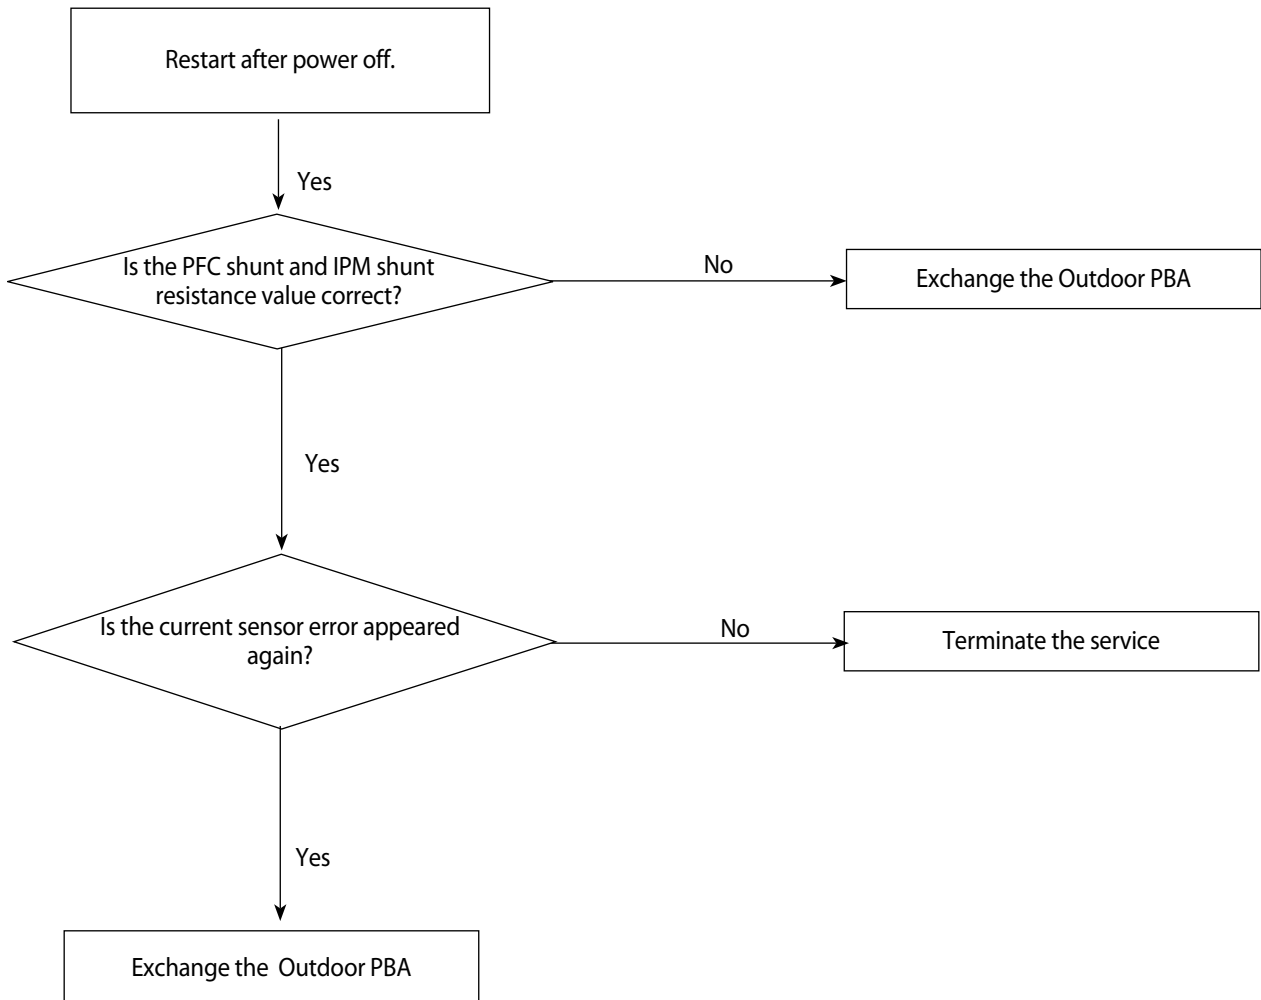 Restart after power off.
Yes
Is the PFC shunt and IPM shunt
resistance value correct?
No
Exchange the Outdoor PBA
Yes
Is the current sensor error appeared
again?
No
Terminate the service
Yes
Exchange the Outdoor PBA